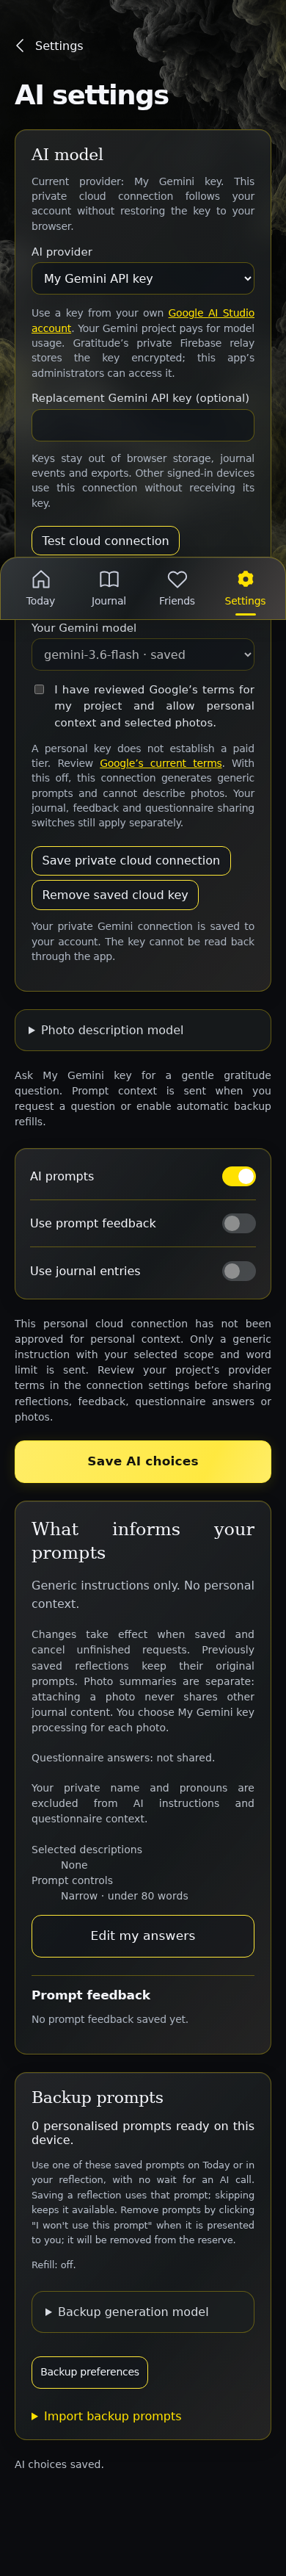 Settings
AI settings
AI model
Current provider: My Gemini key. This
private cloud connection follows your
account without restoring the key to your
browser.
AI provider
My Gemini API key
Use a key from your own Google AI Studio
account. Your Gemini project pays for model
usage. Gratitude's private Firebase relay
stores the key encrypted; this app's
administrators can access it.
Replacement Gemini API key (optional)
Keys stay out of browser storage, journal
events and exports. Other signed-in devices
use this connection without receiving its
key.
Test cloud connection
Today
Journal
Friends
Settings
Your Gemini model
gemini-3.6-flash · saved
I have reviewed Google's terms for
my project and allow personal
context and selected photos.
A personal key does not establish a paid
tier. Review Google's current terms. With
this off, this connection generates generic
prompts and cannot describe photos. Your
journal, feedback and questionnaire sharing
switches still apply separately.
Save private cloud connection
Remove saved cloud key
Your private Gemini connection is saved to
your account. The key cannot be read back
through the app.
Photo description model
Ask My Gemini key for a gentle gratitude
question. Prompt context is sent when you
request a question or enable automatic backup
refills.
AI prompts
Use prompt feedback
Use journal entries
This personal cloud connection has not been
approved for personal context. Only a generic
instruction with your selected scope and word
limit is sent. Review your project's provider
terms in the connection settings before sharing
reflections, feedback, questionnaire answers or
photos.
Save AI choices
What informs your
prompts
Generic instructions only. No personal
context.
Changes take effect when saved and
cancel unfinished requests. Previously
saved reflections keep their original
prompts. Photo summaries are separate:
attaching a photo never shares other
journal content. You choose My Gemini key
processing for each photo.
Questionnaire answers: not shared.
Your private name and pronouns are
excluded from AI instructions and
questionnaire context.
Selected descriptions
None
Prompt controls
Narrow · under 80 words
Edit my answers
Prompt feedback
No prompt feedback saved yet.
Backup prompts
0 personalised prompts ready on this
device.
Use one of these saved prompts on Today or in
your reflection, with no wait for an AI call.
Saving a reflection uses that prompt; skipping
keeps it available. Remove prompts by clicking
"I won't use this prompt" when it is presented
to you; it will be removed from the reserve.
Refill: off.
Backup generation model
Backup preferences
Import backup prompts
AI choices saved.